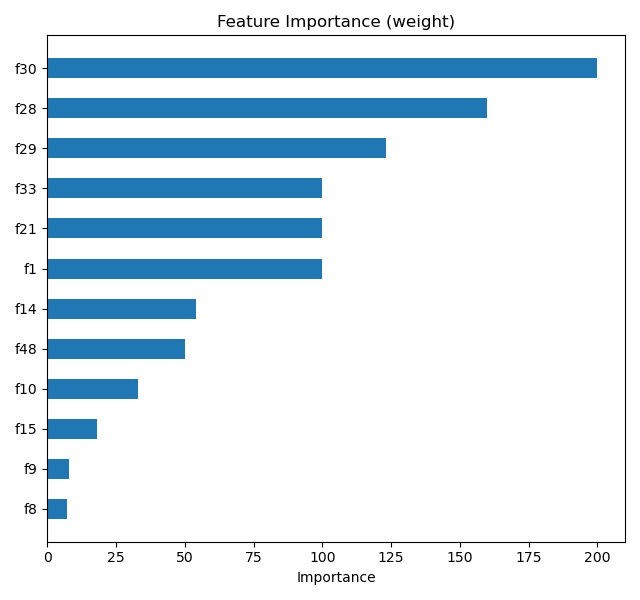 Feature Importance (weight)
f30
f28
f29
f33
f21
f1
f14
f48
f10
f15
f9
f8
0 25 50 75 100 125 150 175 200
Importance